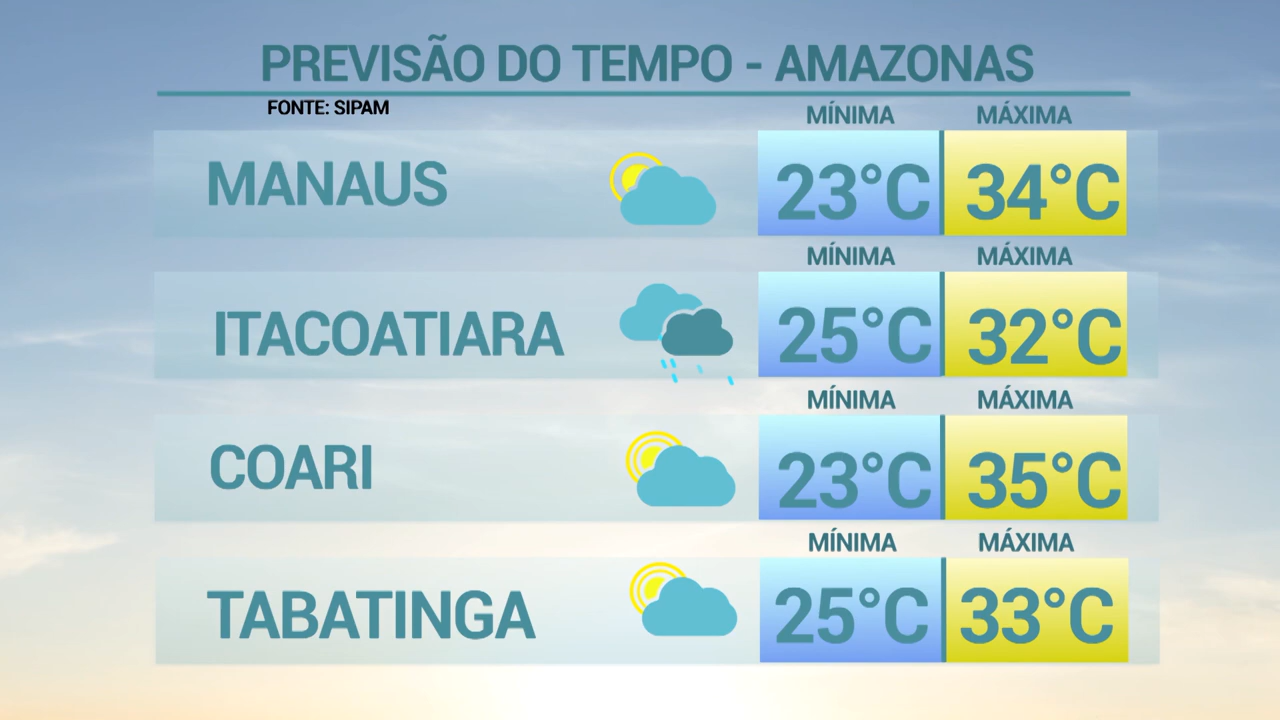 PREVISÃO DO TEMPO - AMAZONAS
FONTE: SIPAM
MÍNIMA MÁXIMA
MANAUS 23°C 34°C
MÍNIMA MÁXIMA
ITACOATIARA 25°C 32°C
MÍNIMA MÁXIMA
COARI 23°C 35°C
MÍNIMA MÁXIMA
TABATINGA 25°C 33°C